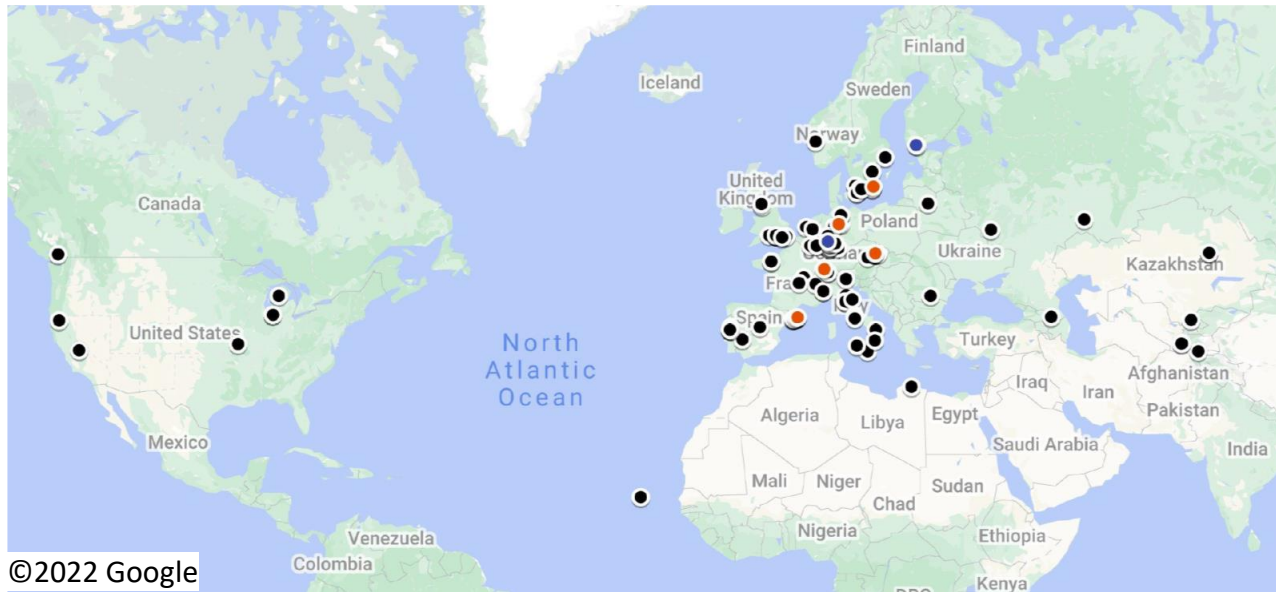 Finland
Iceland
Sweden
Norway
United
Kingdom
Canada
Poland
Ukraine
Kazakhstan
Spain
United States
Turkey
North
Atlantic
Ocean
Afghanistan
Iraq
Iran
Algeria
Libya
Egypt
Pakistan
Mexico
Saudi Arabia
India
Mali
Niger
Sudan
Chad
Nigeria
Ethiopia
Venezuela
Colombia
©2022 Google
Kenya